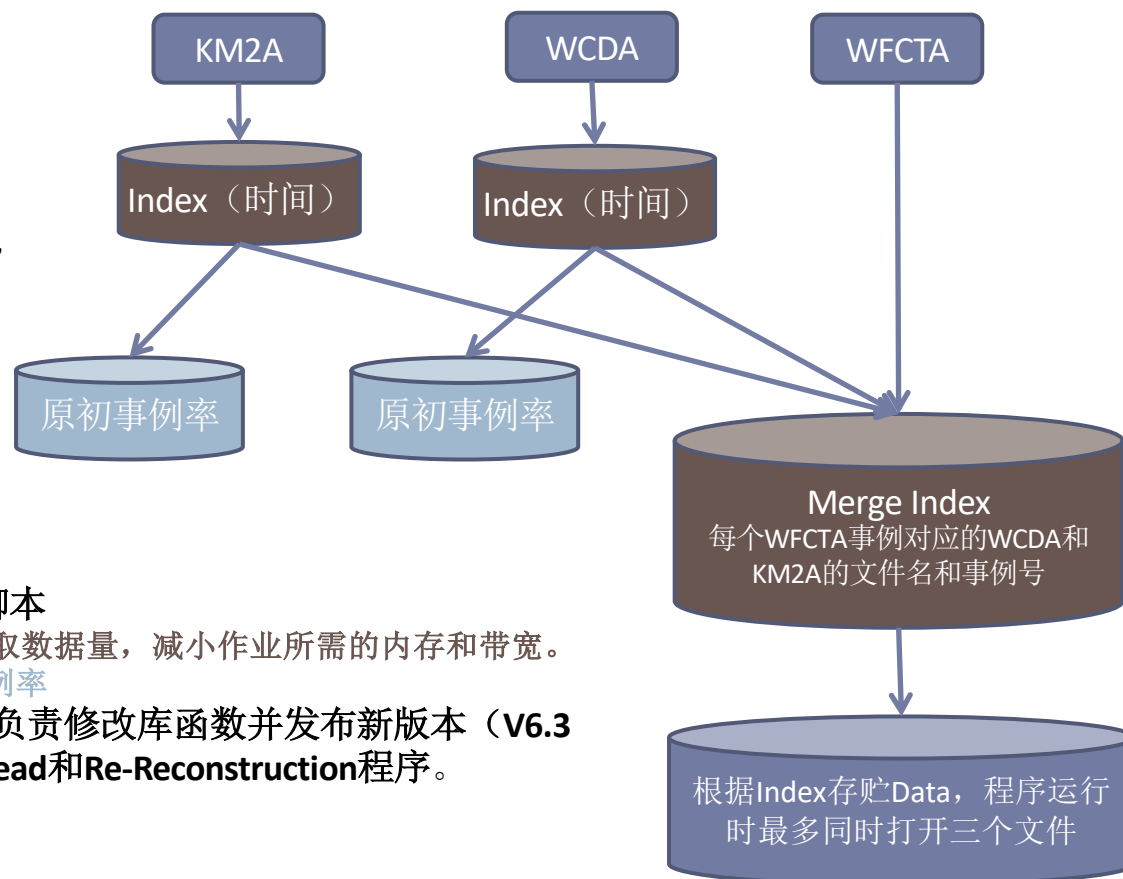 KM2A
WCDA
WFCTA
Index（时间）
Index（时间）
原初事例率
原初事例率
Merge Index
每个WFCTA事例对应的WCDA和
KM2A的文件名和事例号
脚本
取数据量，减小作业所需的内存和带宽。
例率
负责修改库函数并发布新版本（V6.3
ead和Re-Reconstruction程序。
根据Index存贮Data，程序运行
时最多同时打开三个文件